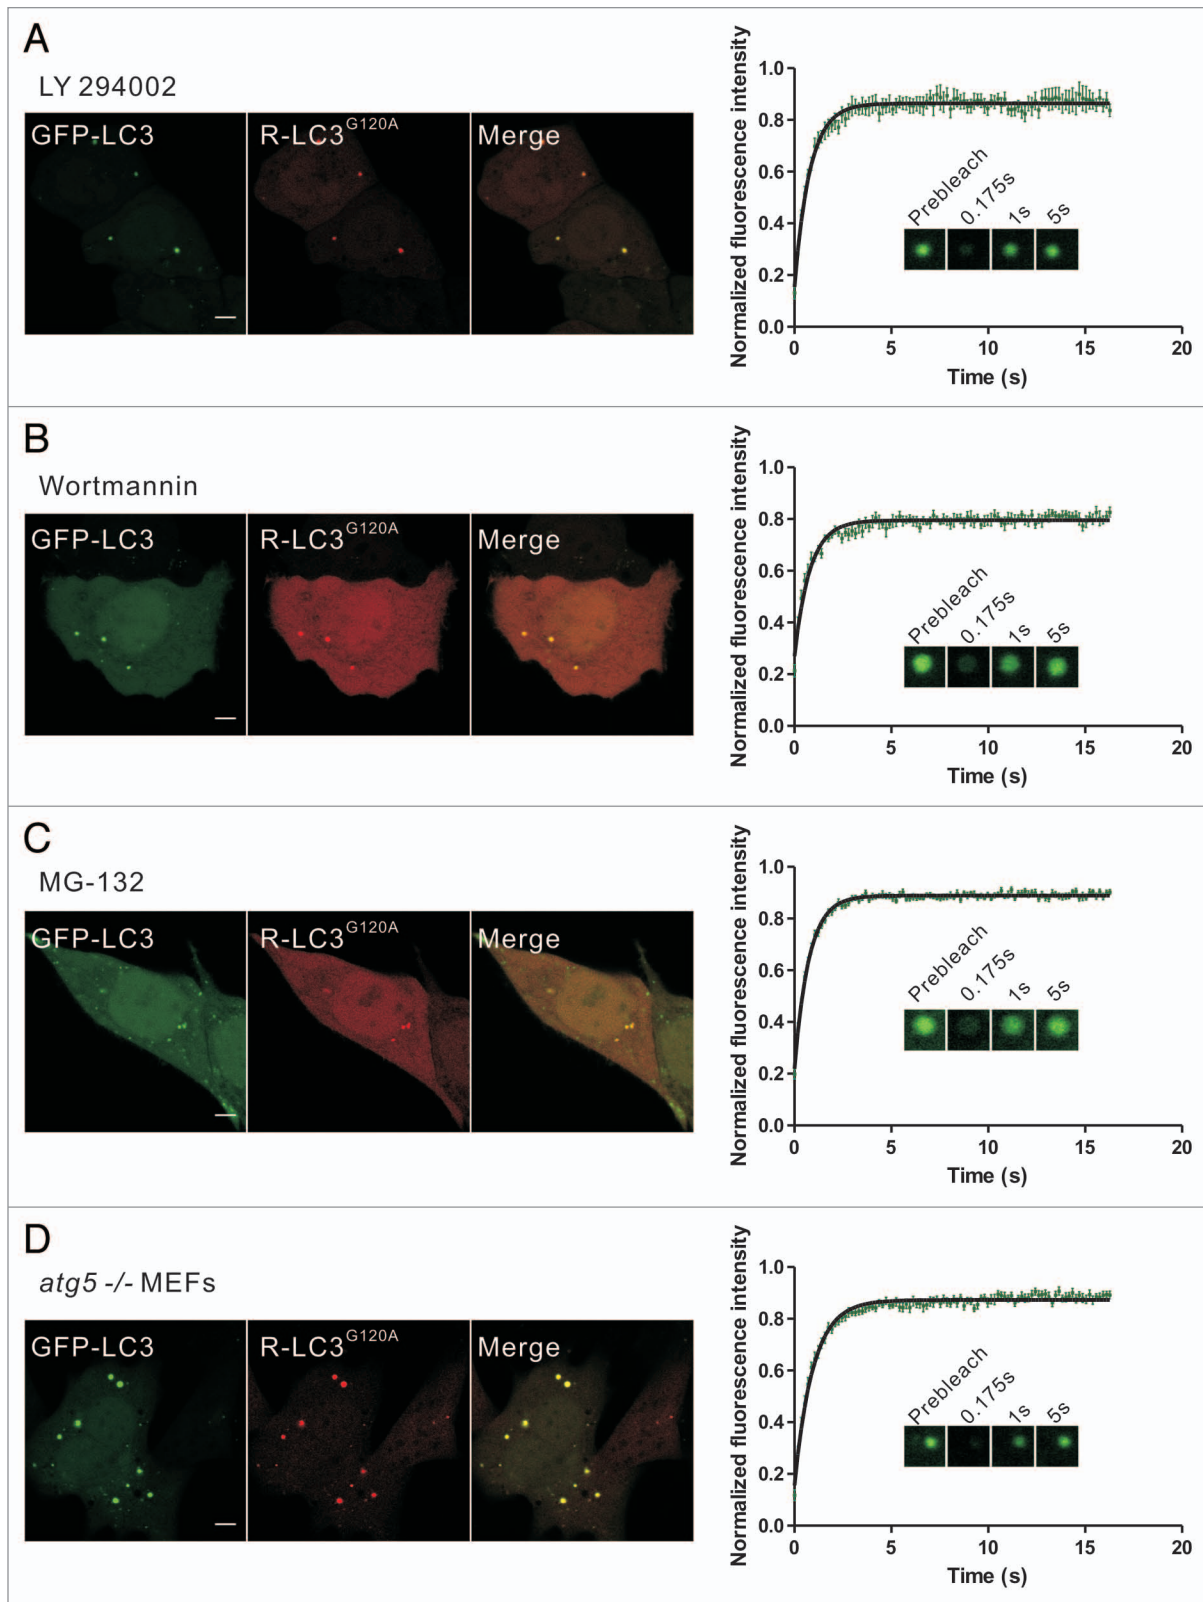 A
LY 294002
GFP-LC3 R-LC3G120A Merge
Normalized fluorescence intensity
1.0
0.8
0.6
0.4
0.2
0.0
Prebleach 0.175s 1s 5s
0 5 10 15 20
Time (s)
B
Wortmannin
GFP-LC3 R-LC3G120A Merge
Normalized fluorescence intensity
1.0
0.8
0.6
0.4
0.2
0.0
Prebleach 0.175s 1s 5s
0 5 10 15 20
Time (s)
C
MG-132
GFP-LC3 R-LC3G120A Merge
Normalized fluorescence intensity
1.0
0.8
0.6
0.4
0.2
0.0
Prebleach 0.175s 1s 5s
0 5 10 15 20
Time (s)
D
atg5 -/- MEFs
GFP-LC3 R-LC3G120A Merge
Normalized fluorescence intensity
1.0
0.8
0.6
0.4
0.2
0.0
Prebleach 0.175s 1s 5s
0 5 10 15 20
Time (s)